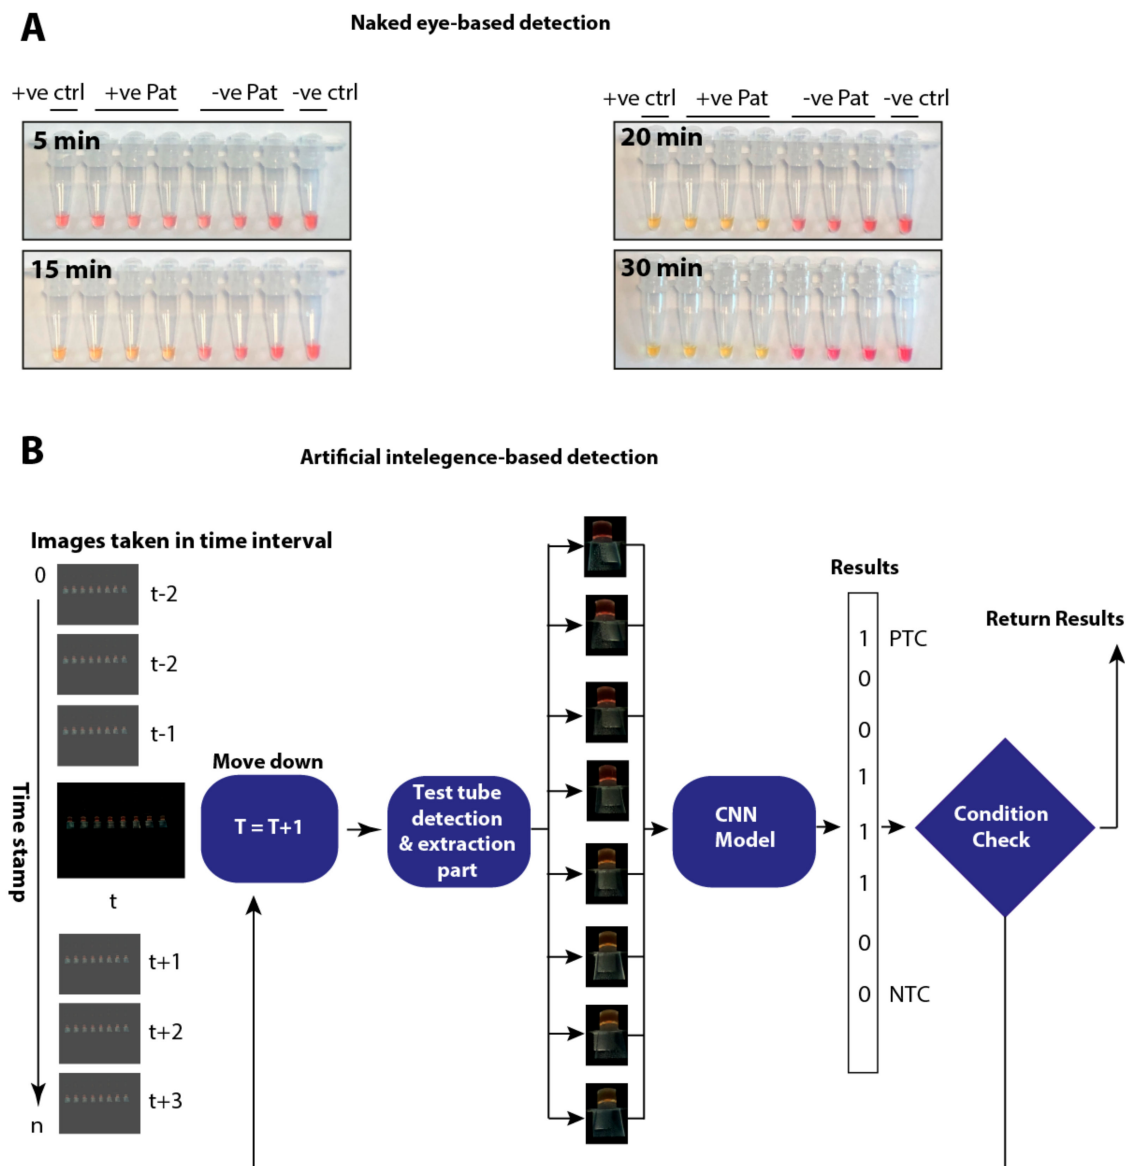 A
Naked eye-based detection
+ve ctrl +ve Pat -ve Pat -ve ctrl
5 min
15 min
+ve ctrl +ve Pat -ve Pat -ve ctrl
20 min
30 min
B
Artificial intelegence-based detection
Images taken in time interval
0
t-2
t-2
t-1
t
t+1
t+2
t+3
n
Time stamp
Move down
T = T+1
Test tube
detection
& extraction
part
CNN
Model
Results
1 PTC
0
0
1
1
1
0
0 NTC
Condition
Check
Return Results